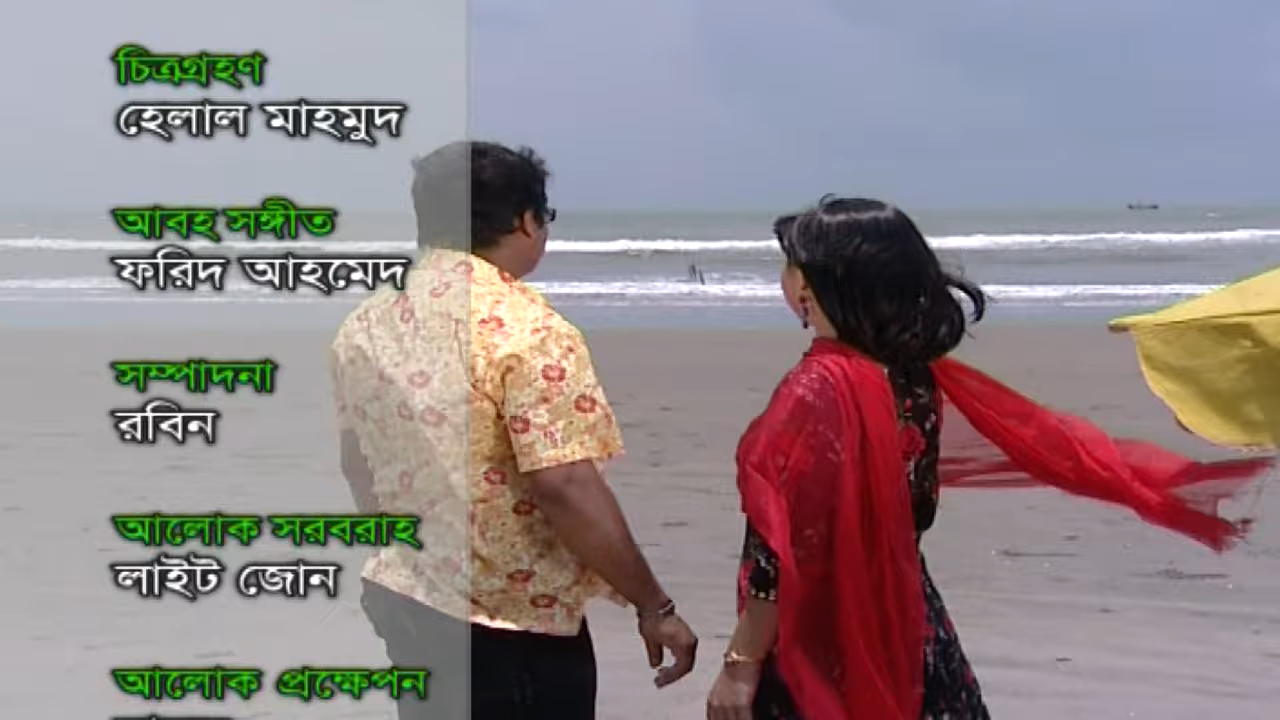 চিত্রগ্রহণ
হেলাল মাহমুদ
আবহ সঙ্গীত
ফরিদ আহমেদ
সম্পাদনা
রবিন
আলোক সরবরাহ
লাইট জোন
আলোক প্রক্ষেপন